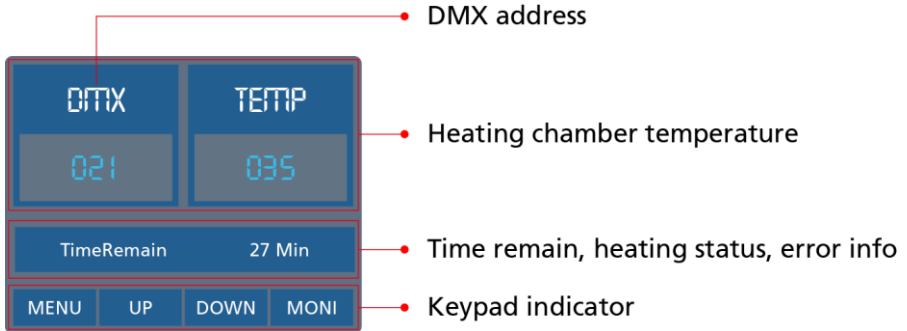 DMX address
DMX TEMP
Heating chamber temperature
021 035
TimeRemain 27 Min
Time remain, heating status, error info
MENU UP DOWN MONI
Keypad indicator